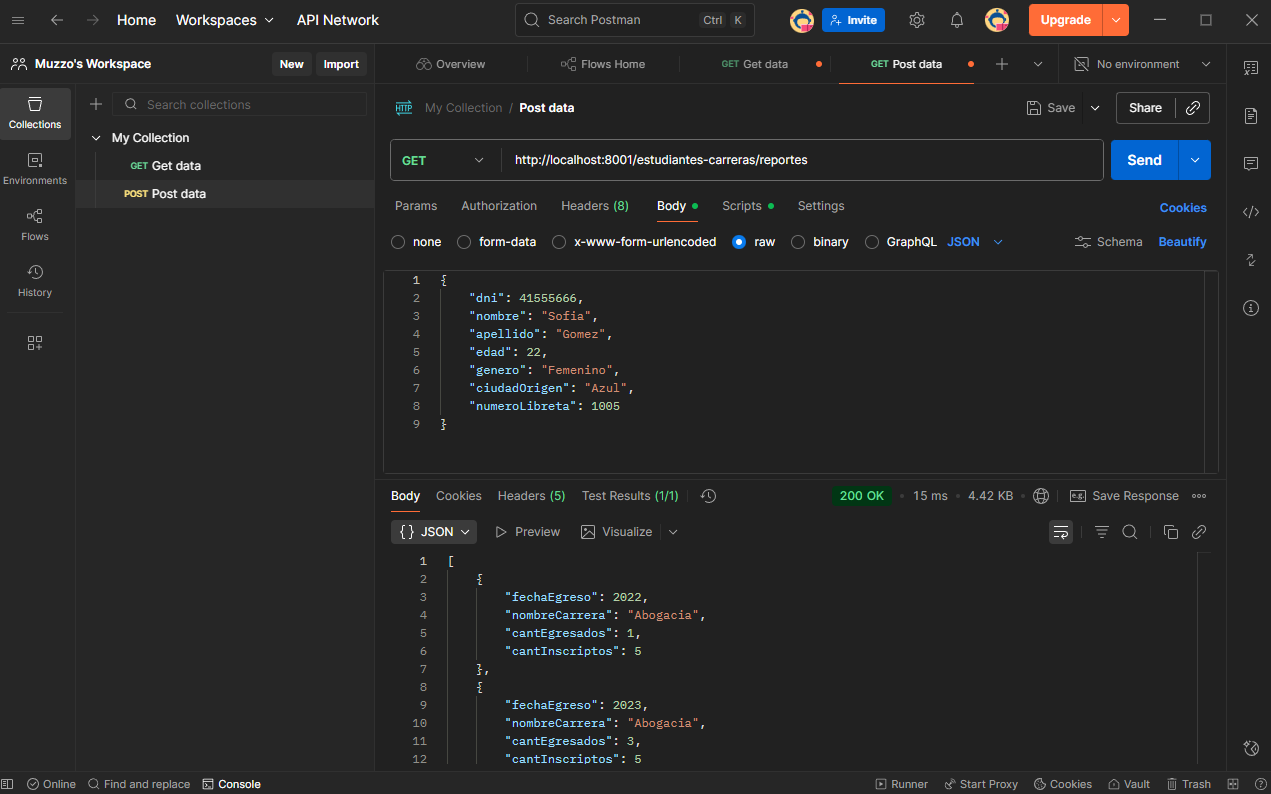 Home Workspaces API Network Search Postman Ctrl K Invite Upgrade
Muzzo's Workspace New Import Overview Flows Home GET Get data GET Post data No environment
Collections
Environments
Flows
History
Search collections
My Collection
GET Get data
POST Post data
HTTP My Collection / Post data Save Share
GET http://localhost:8001/estudiantes-carreras/reportes Send
Params Authorization Headers (8) Body Scripts Settings Cookies
none form-data x-www-form-urlencoded raw binary GraphQL JSON Schema Beautify
1 {
2 "dni": 41555666,
3 "nombre": "Sofia",
4 "apellido": "Gomez",
5 "edad": 22,
6 "genero": "Femenino",
7 "ciudadOrigen": "Azul",
8 "numeroLibreta": 1005
9 }
Body Cookies Headers (5) Test Results (1/1) 200 OK 15 ms 4.42 KB e.g. Save Response
{} JSON Preview Visualize
1 [
2 {
3 "fechaEgreso": 2022,
4 "nombreCarrera": "Abogacia",
5 "cantEgresados": 1,
6 "cantInscriptos": 5
7 },
8 {
9 "fechaEgreso": 2023,
10 "nombreCarrera": "Abogacia",
11 "cantEgresados": 3,
12 "cantInscriptos": 5
Online Find and replace Console Runner Start Proxy Cookies Vault Trash